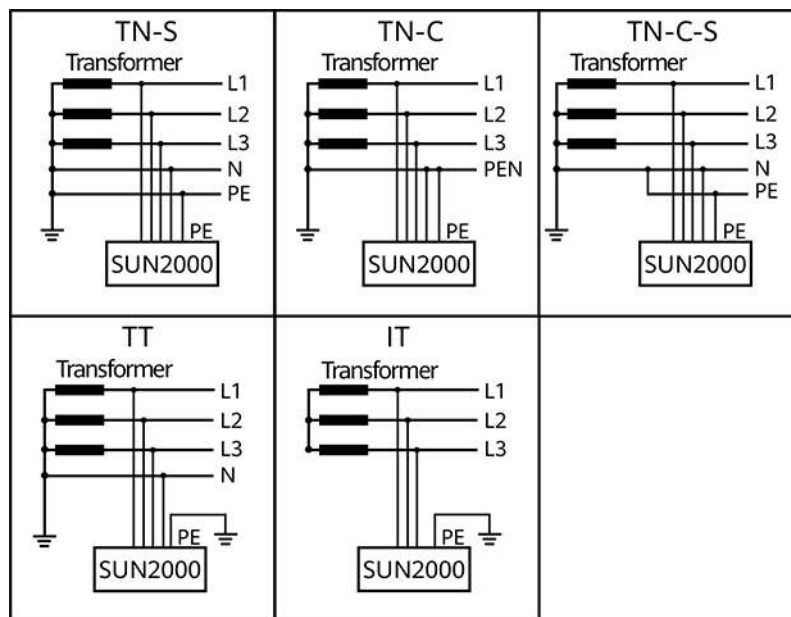 TN-S
Transformer
L1
L2
L3
N
PE
PE
SUN2000
TN-C
Transformer
L1
L2
L3
PEN
PE
SUN2000
TN-C-S
Transformer
L1
L2
L3
N
PE
PE
SUN2000
TT
Transformer
L1
L2
L3
N
PE
SUN2000
IT
Transformer
L1
L2
L3
PE
SUN2000